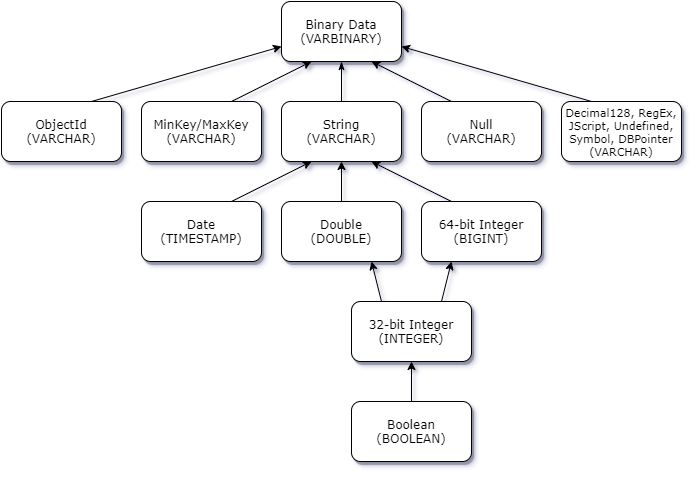 Binary Data
(VARBINARY)
ObjectId
(VARCHAR)
MinKey/MaxKey
(VARCHAR)
String
(VARCHAR)
Null
(VARCHAR)
Decimal128, RegEx,
JScript, Undefined,
Symbol, DBPointer
(VARCHAR)
Date
(TIMESTAMP)
Double
(DOUBLE)
64-bit Integer
(BIGINT)
32-bit Integer
(INTEGER)
Boolean
(BOOLEAN)